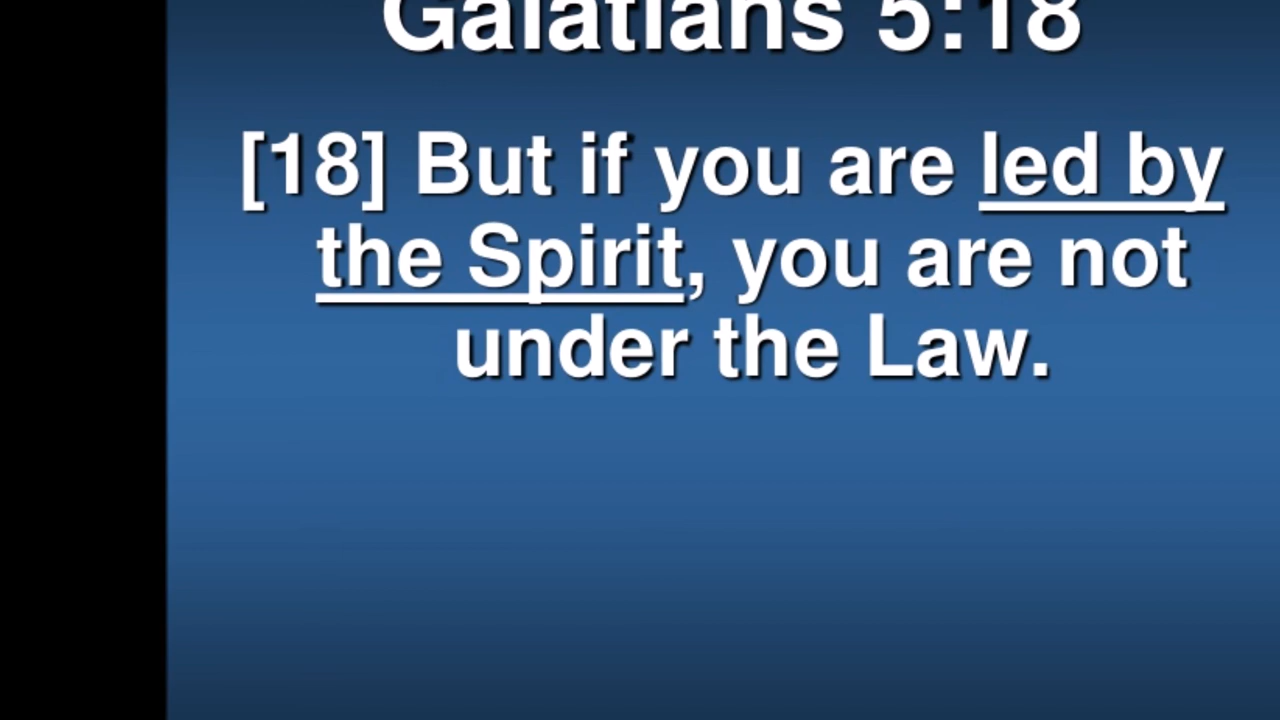 Galatians 5:18
[18] But if you are led by
the Spirit, you are not
under the Law.